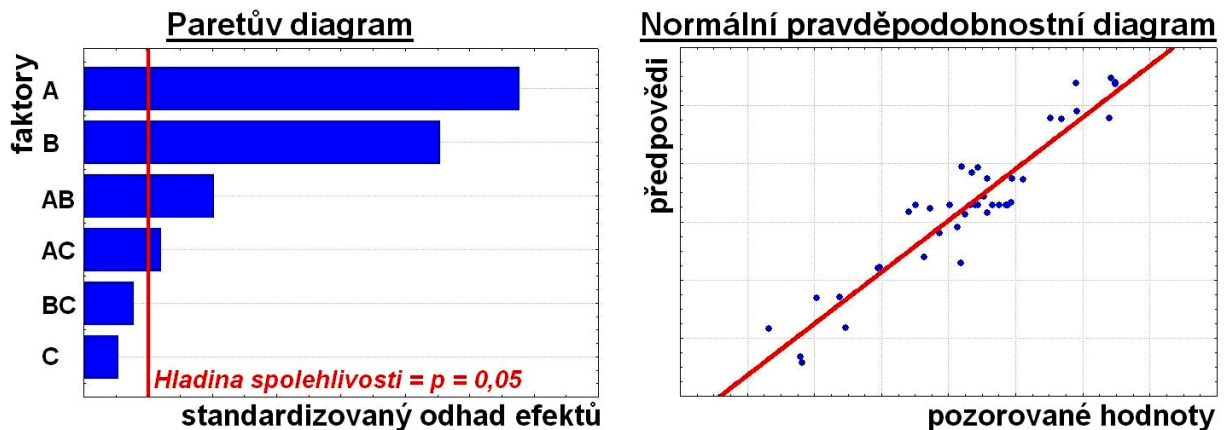 Paretův diagram
faktory
A
B
AB
AC
BC
C
Hladina spolehlivosti = p = 0,05
standardizovaný odhad efektů
Normální pravděpodobnostní diagram
předpovědi
pozorované hodnoty